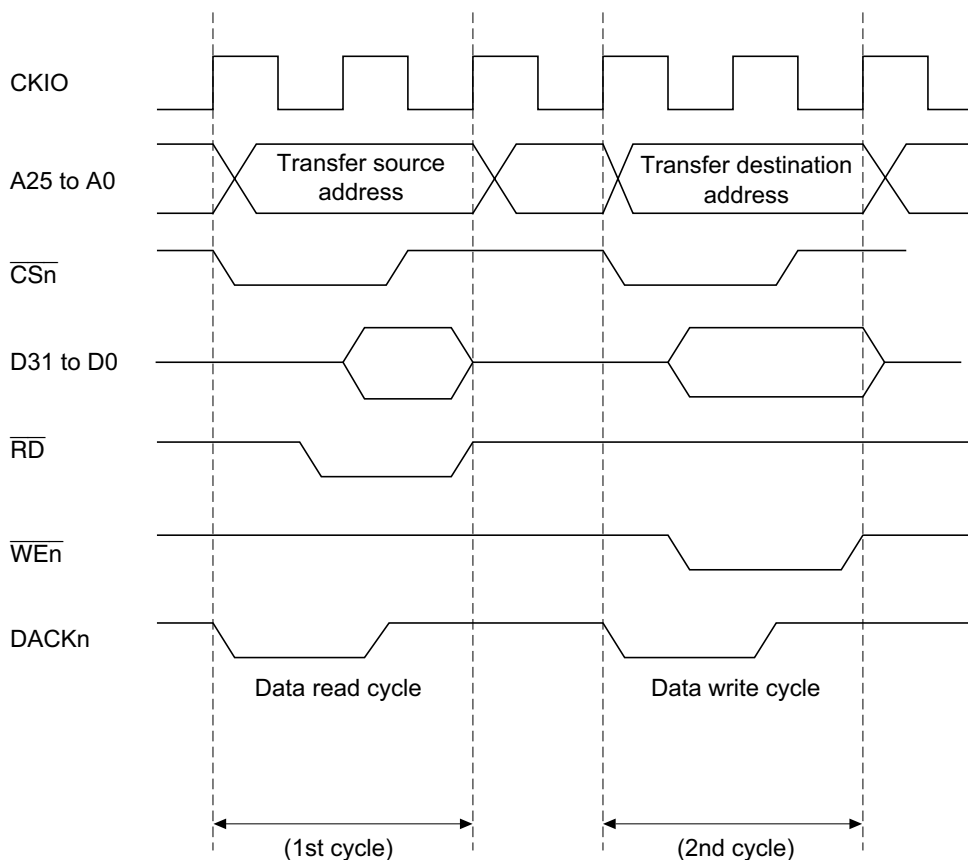 CKIO
A25 to A0
Transfer source
address
Transfer destination
address
CSn
D31 to D0
RD
WEn
DACKn
Data read cycle
Data write cycle
(1st cycle)
(2nd cycle)